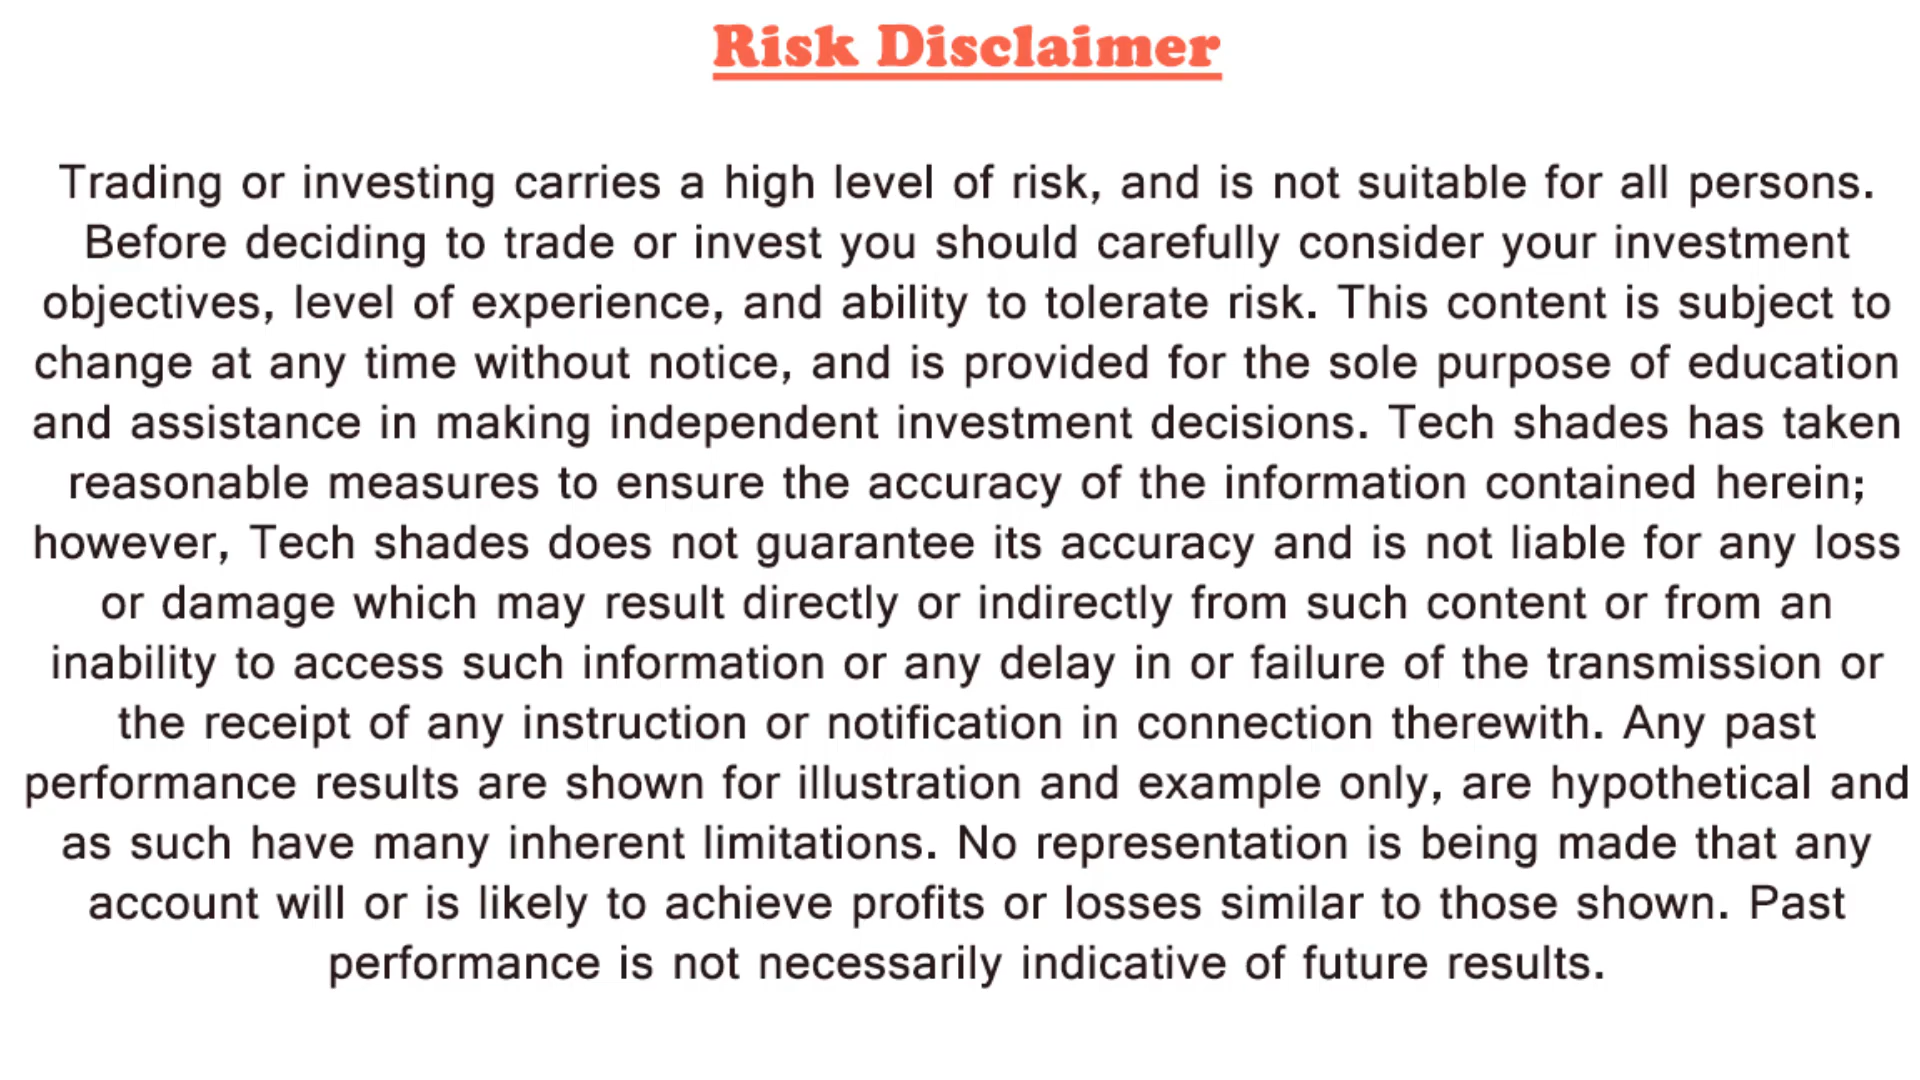 Risk Disclaimer
Trading or investing carries a high level of risk, and is not suitable for all persons.
Before deciding to trade or invest you should carefully consider your investment
objectives, level of experience, and ability to tolerate risk. This content is subject to
change at any time without notice, and is provided for the sole purpose of education
and assistance in making independent investment decisions. Tech shades has taken
reasonable measures to ensure the accuracy of the information contained herein;
however, Tech shades does not guarantee its accuracy and is not liable for any loss
or damage which may result directly or indirectly from such content or from an
inability to access such information or any delay in or failure of the transmission or
the receipt of any instruction or notification in connection therewith. Any past
performance results are shown for illustration and example only, are hypothetical and
as such have many inherent limitations. No representation is being made that any
account will or is likely to achieve profits or losses similar to those shown. Past
performance is not necessarily indicative of future results.